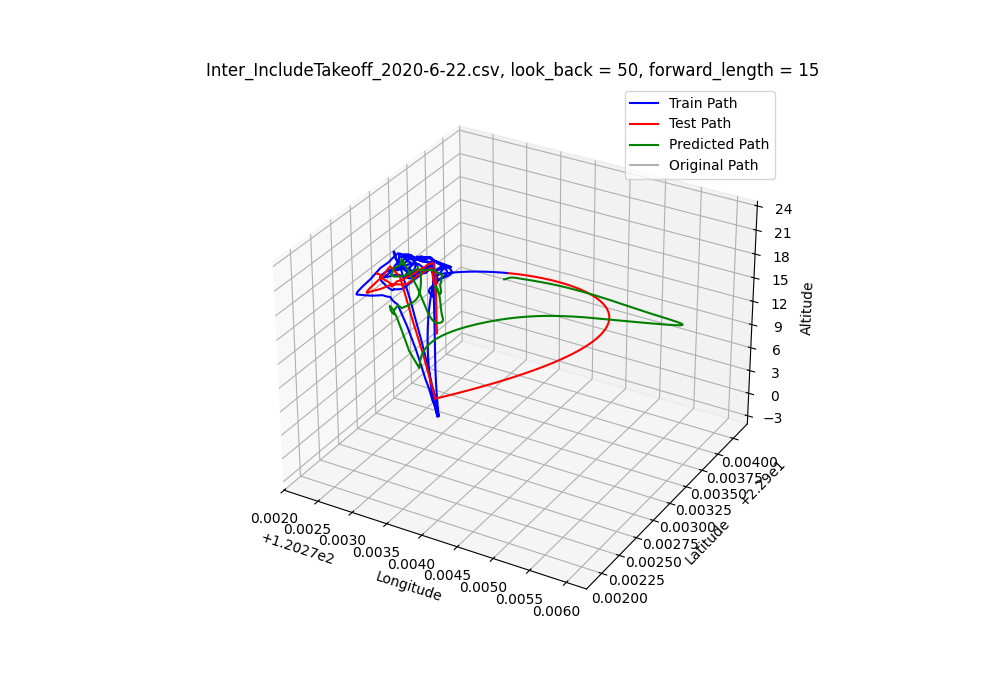 Inter_IncludeTakeoff_2020-6-22.csv, look_back = 50, forward_length = 15
Train Path
Test Path
Predicted Path
Original Path
24
21
18
15
12
9
6
3
0
−3
Altitude
0.00400
0.00375
0.00350
0.00325
0.00300
0.00275
0.00250
0.00225
0.00200
+2.29e1
Latitude
0.0020
0.0025
0.0030
0.0035
0.0040
0.0045
0.0050
0.0055
0.0060
+1.2027e2
Longitude